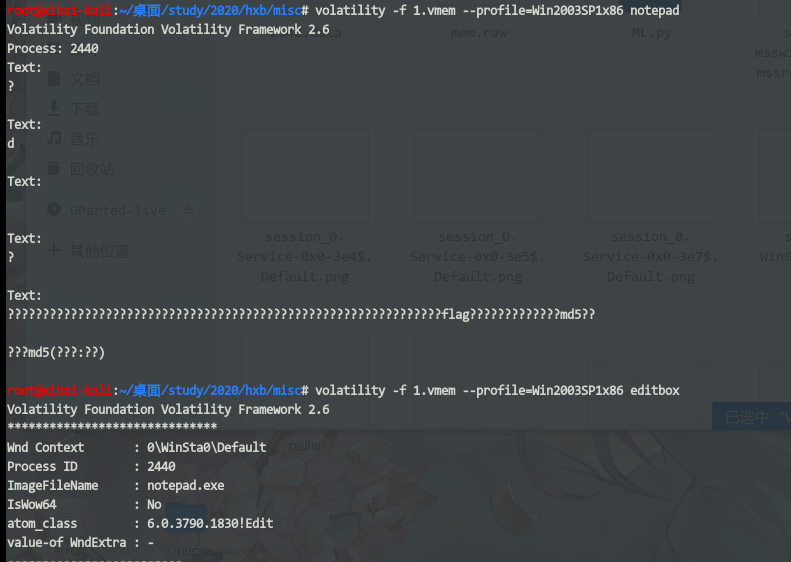 root@cibai-kali:~/桌面/study/2020/hxb/misc# volatility -f 1.vmem --profile=Win2003SP1x86 notepad
Volatility Foundation Volatility Framework 2.6
mem.raw
ML.py
Process: 2440
Text:
文档
?
下载
Text:
音乐
d
回收站
Text:
GParted-live
Text:
session_0.
Service-0x0-3e4$.
Default.png
session_0.
Service-0x0-3e5$.
Default.png
session_0.
Service-0x0-3e7$.
Default.png
?
其他位置
Text:
??????????????????????????????????????????????????????????????flag?????????????md5??
???md5(???:??)
root@cibai-kali:~/桌面/study/2020/hxb/misc# volatility -f 1.vmem --profile=Win2003SP1x86 editbox
Volatility Foundation Volatility Framework 2.6
已选中
******************************
Wnd Context       : 0\WinSta0\Default
Process ID        : 2440
ImageFileName     : notepad.exe
IsWow64           : No
atom_class        : 6.0.3790.1830!Edit
value-of WndExtra : -